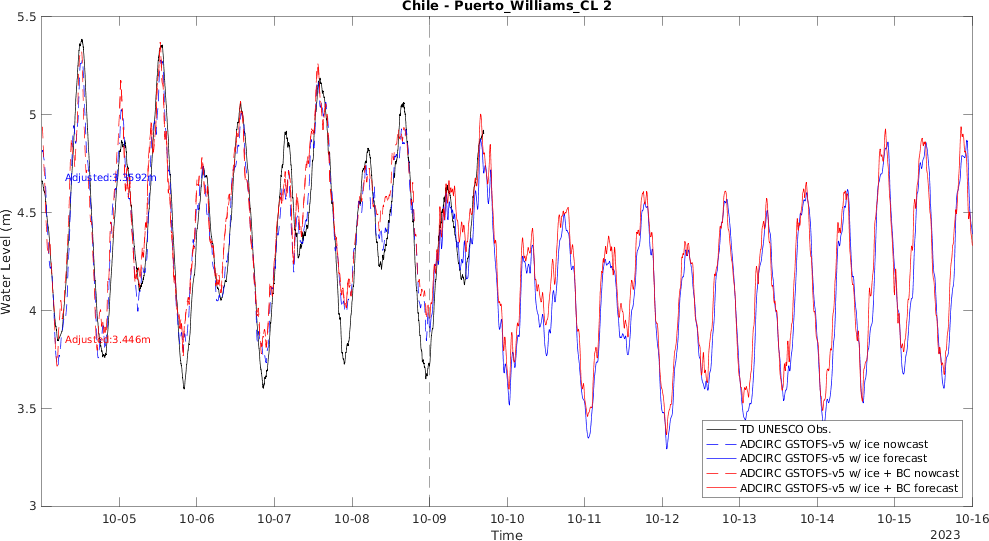 Chile - Puerto_Williams_CL 2
5.5
5
4.5
4
3.5
3
Water Level (m)
Adjusted:3.3592m
Adjusted:3.446m
TD UNESCO Obs.
ADCIRC GSTOFS-v5 w/ ice nowcast
ADCIRC GSTOFS-v5 w/ ice forecast
ADCIRC GSTOFS-v5 w/ ice + BC nowcast
ADCIRC GSTOFS-v5 w/ ice + BC forecast
10-05 10-06 10-07 10-08 10-09 10-10 10-11 10-12 10-13 10-14 10-15 10-16
Time
2023